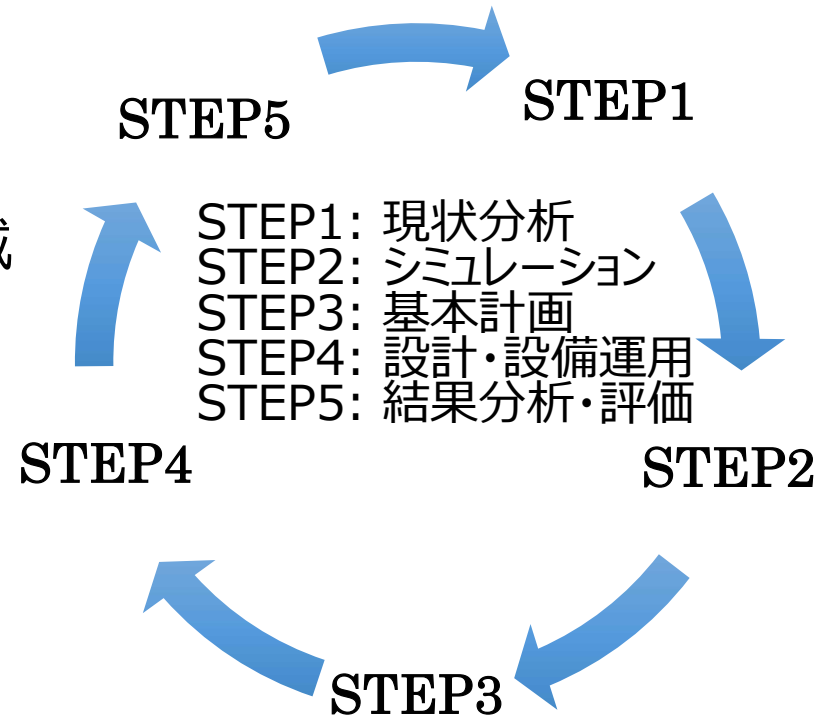 STEP5
STEP1
STEP1: 現状分析
STEP2: シミュレーション
STEP3: 基本計画
STEP4: 設計・設備運用
STEP5: 結果分析・評価
STEP4
STEP2
STEP3